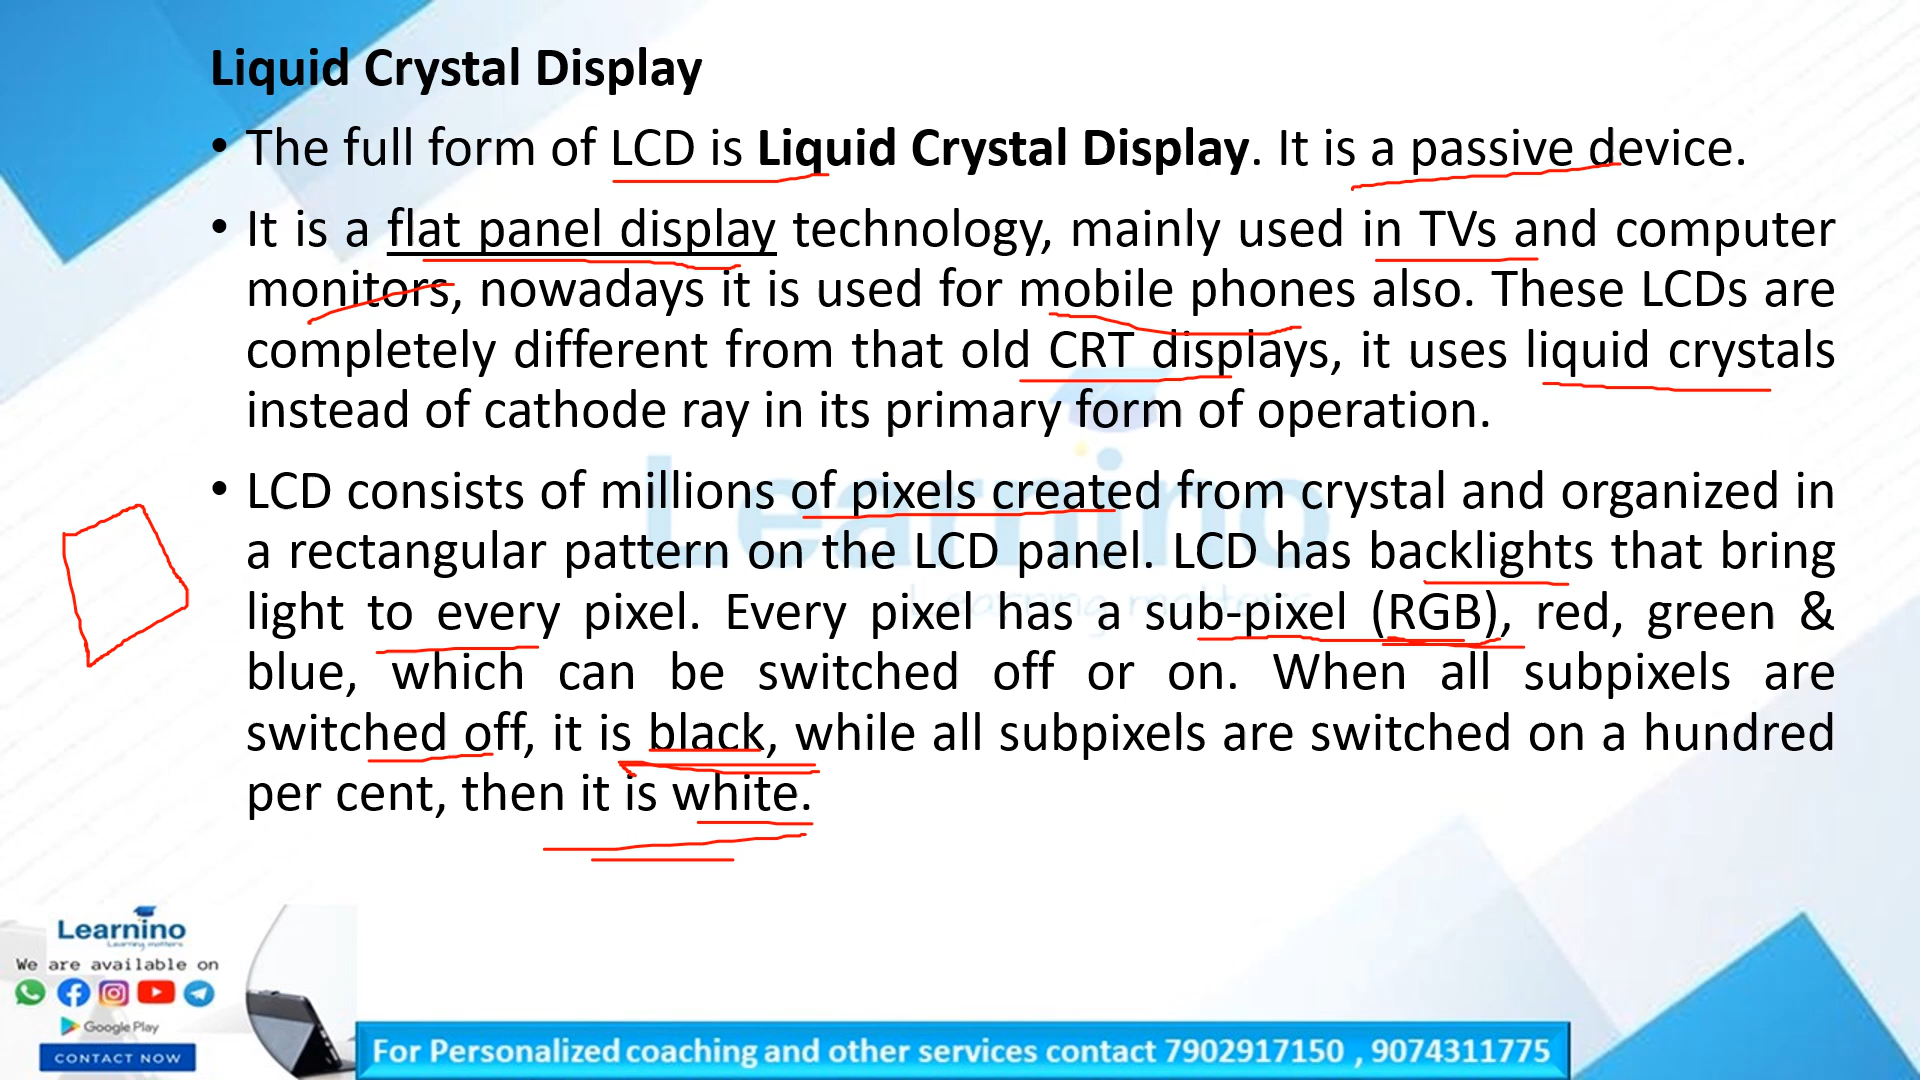 Liquid Crystal Display
• The full form of LCD is Liquid Crystal Display. It is a passive device.
• It is a flat panel display technology, mainly used in TVs and computer
monitors, nowadays it is used for mobile phones also. These LCDs are
completely different from that old CRT displays, it uses liquid crystals
instead of cathode ray in its primary form of operation.
• LCD consists of millions of pixels created from crystal and organized in
a rectangular pattern on the LCD panel. LCD has backlights that bring
light to every pixel. Every pixel has a sub-pixel (RGB), red, green &
blue, which can be switched off or on. When all subpixels are
switched off, it is black, while all subpixels are switched on a hundred
per cent, then it is white.
Learnino
Learning matters
Learnino
Learning matters
We are available on
Google Play
CONTACT NOW
For Personalized coaching and other services contact 7902917150 , 9074311775